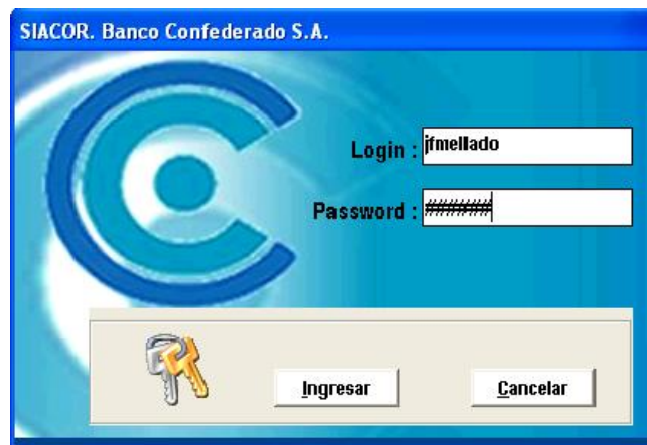 SIACOR. Banco Confederado S.A.
Login : jfmellado
Password : ########
Ingresar Cancelar